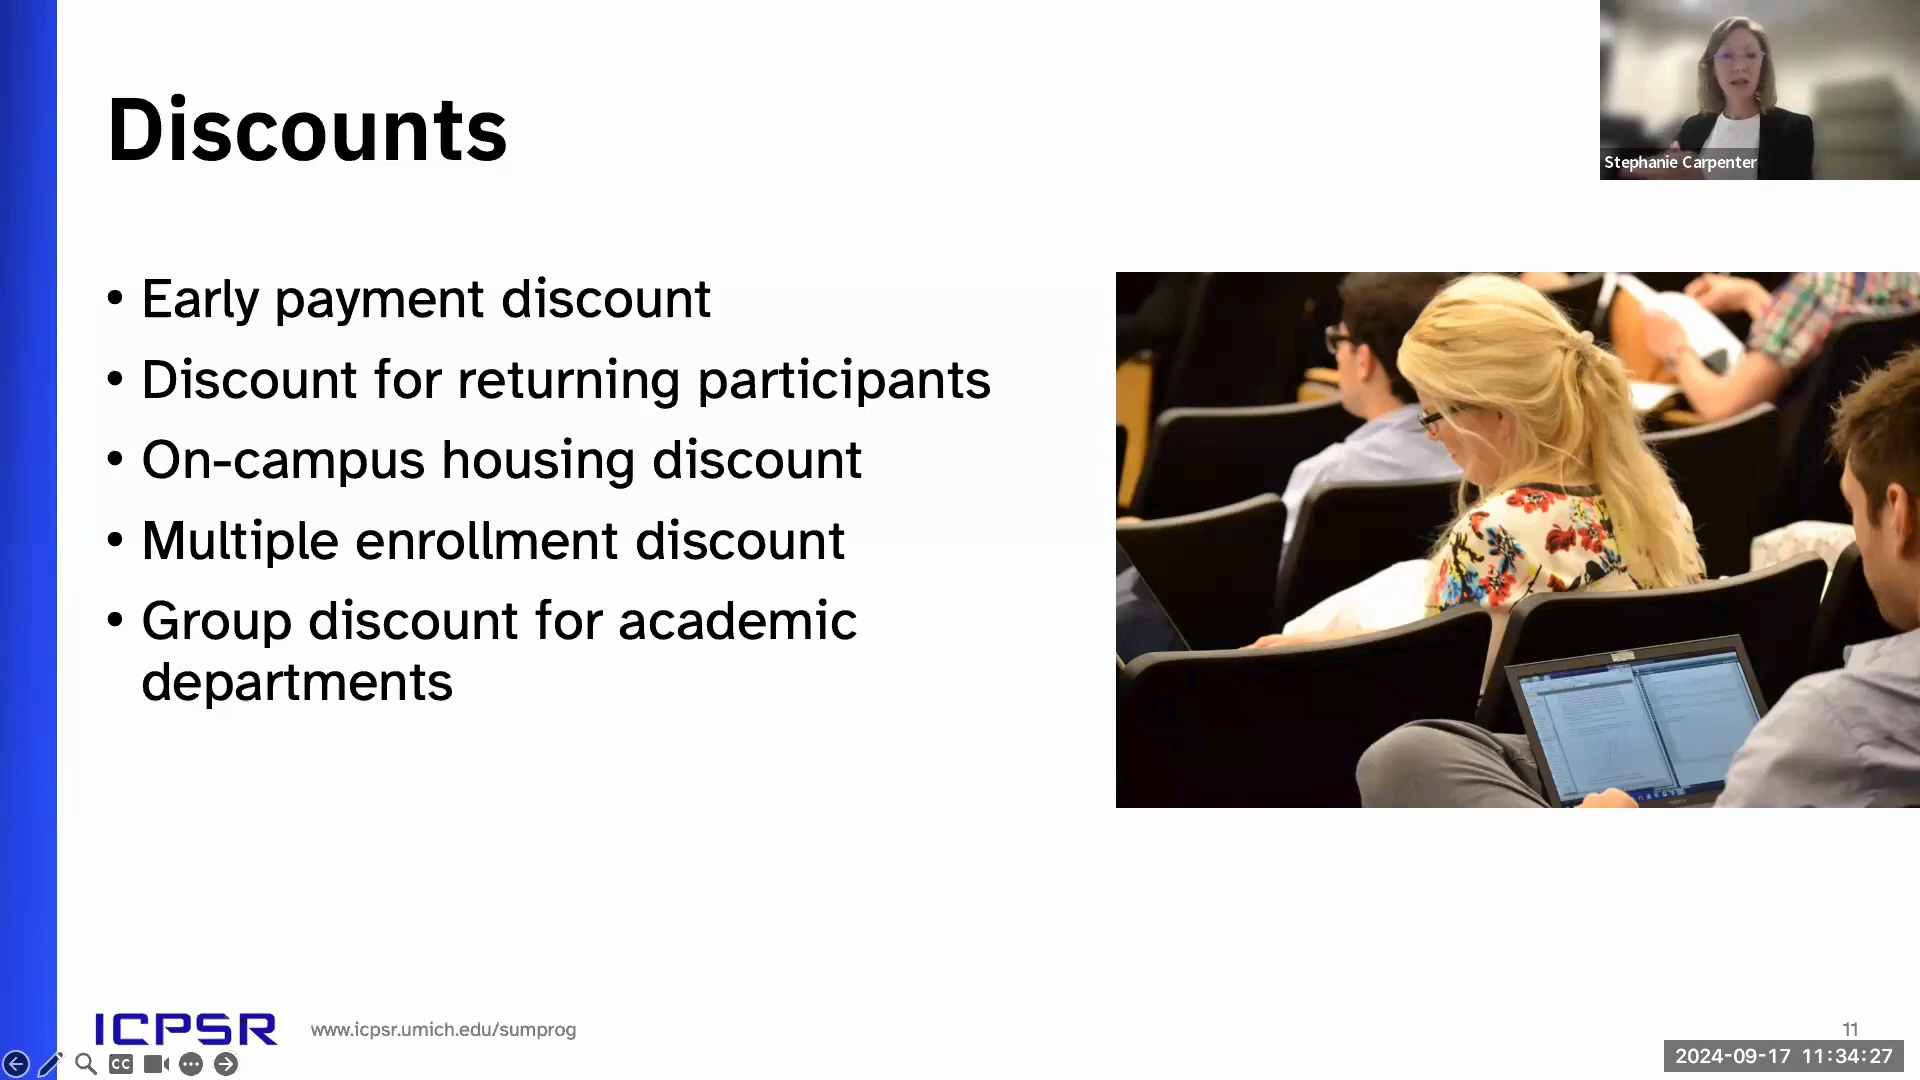 Discounts
Stephanie Carpenter
• Early payment discount
• Discount for returning participants
• On-campus housing discount
• Multiple enrollment discount
• Group discount for academic
departments
ICPSR
www.icpsr.umich.edu/sumprog
11
CC
2024-09-17 11:34:27